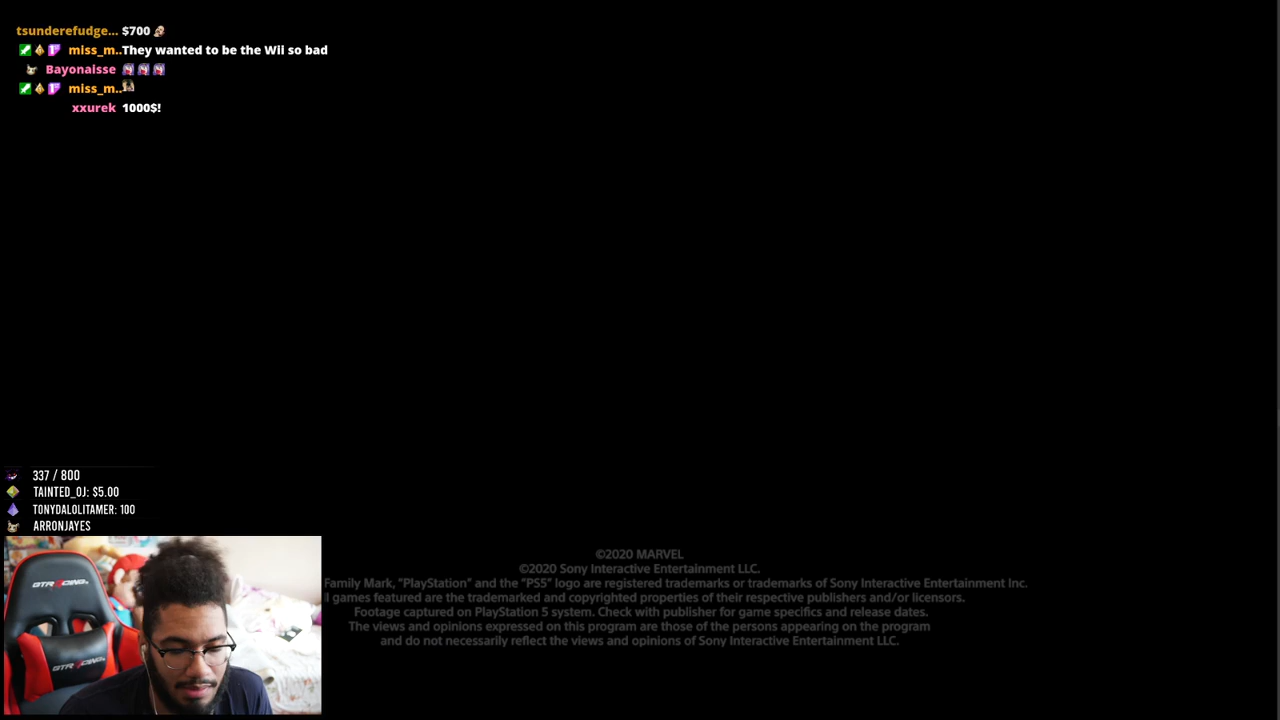 tsunderefudge... $700
miss_m.. They wanted to be the Wii so bad
Bayonaisse
miss_m..
xxurek 1000$!
337 / 800
TAINTED_OJ: $5.00
TONYDALOLITAMER: 100
ARRONJAYES
GTRACING
GTRACING
©2020 MARVEL
©2020 Sony Interactive Entertainment LLC.
Family Mark, "PlayStation" and the "PS5" logo are registered trademarks or trademarks of Sony Interactive Entertainment Inc.
games featured are the trademarked and copyrighted properties of their respective publishers and/or licensors.
Footage captured on PlayStation 5 system. Check with publisher for game specifics and release dates.
The views and opinions expressed on this program are those of the persons appearing on the program
and do not necessarily reflect the views and opinions of Sony Interactive Entertainment LLC.